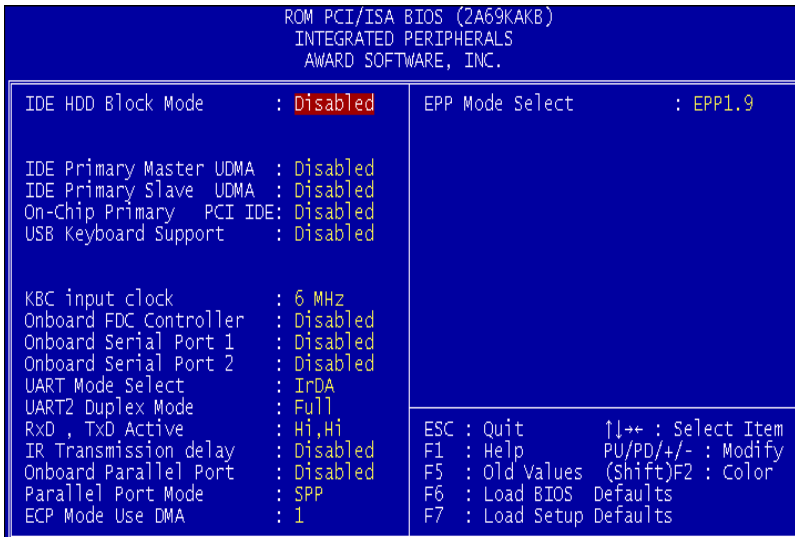 ROM PCI/ISA BIOS (2A69KAKB)
INTEGRATED PERIPHERALS
AWARD SOFTWARE, INC.
IDE HDD Block Mode : Disabled
IDE Primary Master UDMA : Disabled
IDE Primary Slave UDMA : Disabled
On-Chip Primary PCI IDE: Disabled
USB Keyboard Support : Disabled
KBC input clock : 6 MHz
Onboard FDC Controller : Disabled
Onboard Serial Port 1 : Disabled
Onboard Serial Port 2 : Disabled
UART Mode Select : IrDA
UART2 Duplex Mode : Full
RxD , TxD Active : Hi,Hi
IR Transmission delay : Disabled
Onboard Parallel Port : Disabled
Parallel Port Mode : SPP
ECP Mode Use DMA : 1
EPP Mode Select : EPP1.9
ESC : Quit ↑↓→← : Select Item
F1 : Help PU/PD/+/- : Modify
F5 : Old Values (Shift)F2 : Color
F6 : Load BIOS Defaults
F7 : Load Setup Defaults